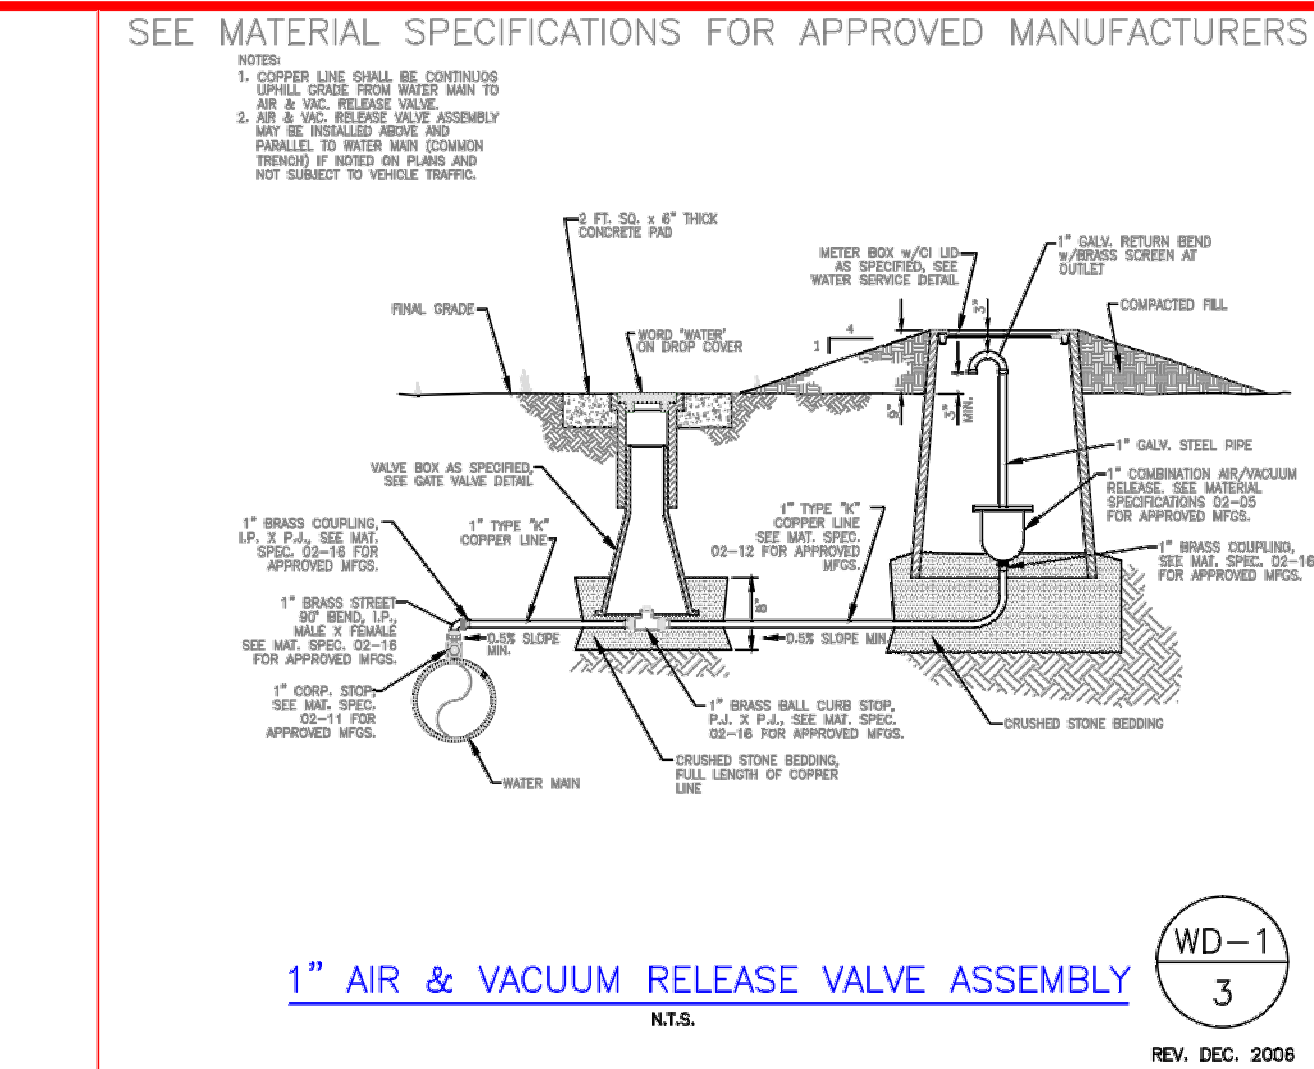 SEE MATERIAL SPECIFICATIONS FOR APPROVED MANUFACTURERS
NOTES:
1. COPPER LINE SHALL BE CONTINUOS
UPHILL GRADE FROM WATER MAIN TO
AIR & VAC. RELEASE VALVE.
2. AIR & VAC. RELEASE VALVE ASSEMBLY
MAY BE INSTALLED ABOVE AND
PARALLEL TO WATER MAIN (COMMON
TRENCH) IF NOTED ON PLANS AND
NOT SUBJECT TO VEHICLE TRAFFIC.
2 FT. SQ. x 6" THICK
CONCRETE PAD
METER BOX w/CI LID
AS SPECIFIED, SEE
WATER SERVICE DETAIL
1" GALV. RETURN BEND
w/BRASS SCREEN AT
OUTLET
FINAL GRADE
WORD "WATER"
ON DROP COVER
4
1
3"
COMPACTED FILL
9"
3"
MIN.
1" GALV. STEEL PIPE
VALVE BOX AS SPECIFIED,
SEE GATE VALVE DETAIL
1" COMBINATION AIR/VACUUM
RELEASE. SEE MATERIAL
SPECIFICATIONS 02-05
FOR APPROVED MFGS.
1" BRASS COUPLING,
I.P. X P.J., SEE MAT.
SPEC. 02-16 FOR
APPROVED MFGS.
1" TYPE "K"
COPPER LINE
1" TYPE "K"
COPPER LINE
SEE MAT. SPEC.
02-12 FOR APPROVED
MFGS.
1" BRASS COUPLING,
SEE MAT. SPEC. 02-16
FOR APPROVED MFGS.
1" BRASS STREET
90° BEND, I.P.,
MALE X FEMALE
SEE MAT. SPEC. 02-16
FOR APPROVED MFGS.
0.5% SLOPE
MIN.
0.5% SLOPE MIN.
1" CORP. STOP,
SEE MAT. SPEC.
02-11 FOR
APPROVED MFGS.
1" BRASS BALL CURB STOP,
P.J. X P.J., SEE MAT. SPEC.
02-16 FOR APPROVED MFGS.
CRUSHED STONE BEDDING
CRUSHED STONE BEDDING,
FULL LENGTH OF COPPER
LINE
WATER MAIN
1" AIR & VACUUM RELEASE VALVE ASSEMBLY
N.T.S.
WD-1
3
REV. DEC. 2006